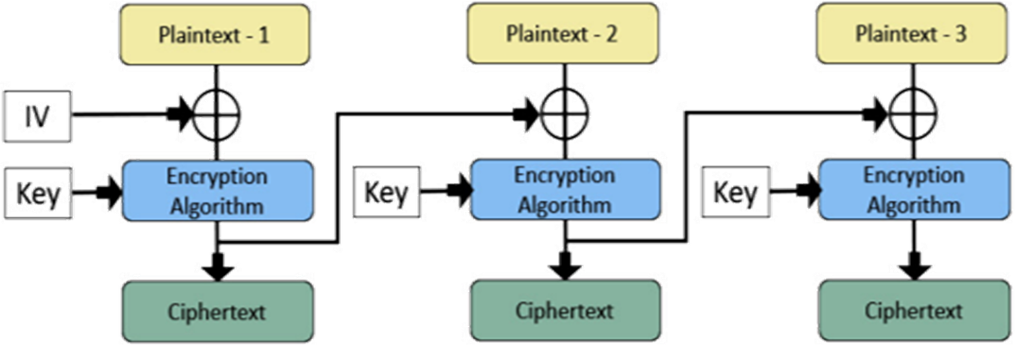 Plaintext - 1
Plaintext - 2
Plaintext - 3
IV
Key
Encryption
Algorithm
Key
Encryption
Algorithm
Key
Encryption
Algorithm
Ciphertext
Ciphertext
Ciphertext